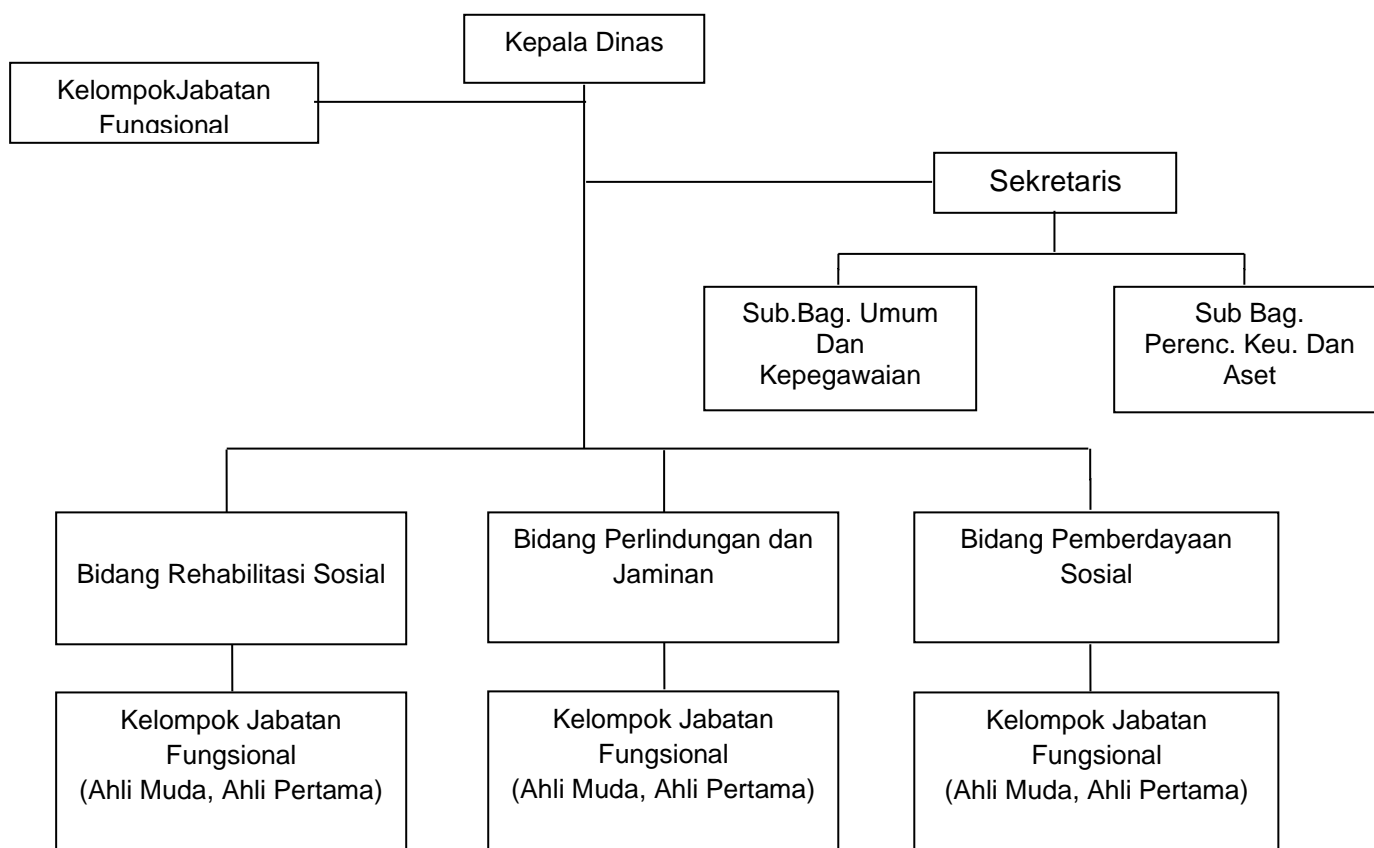 Kepala Dinas
KelompokJabatan
Fungsional
Sekretaris
Sub.Bag. Umum
Dan
Kepegawaian
Sub Bag.
Perenc. Keu. Dan
Aset
Bidang Rehabilitasi Sosial
Bidang Perlindungan dan
Jaminan
Bidang Pemberdayaan
Sosial
Kelompok Jabatan
Fungsional
(Ahli Muda, Ahli Pertama)
Kelompok Jabatan
Fungsional
(Ahli Muda, Ahli Pertama)
Kelompok Jabatan
Fungsional
(Ahli Muda, Ahli Pertama)